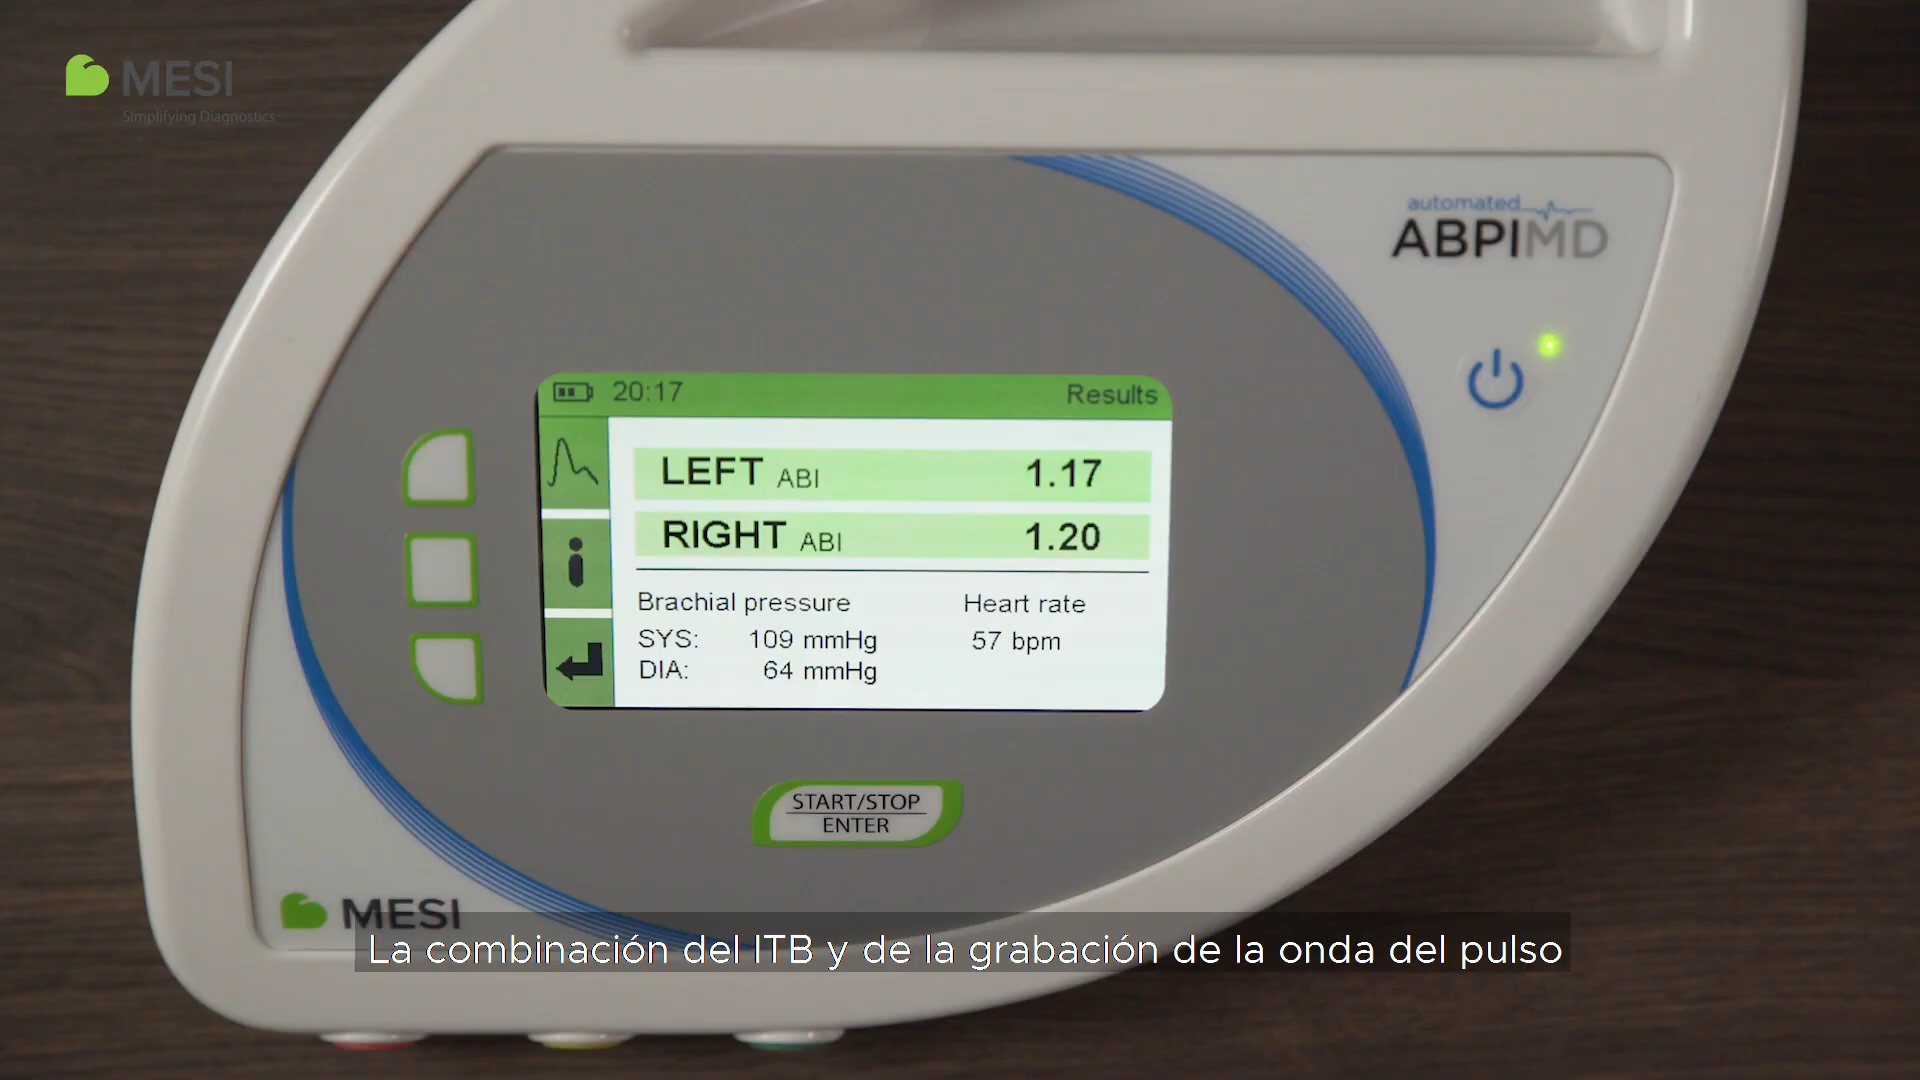 MESI
Simplifying Diagnostics
automated
ABPIMD
20:17 Results
LEFT ABI 1.17
RIGHT ABI 1.20
Brachial pressure Heart rate
SYS: 109 mmHg 57 bpm
DIA: 64 mmHg
START/STOP
ENTER
MESI
La combinación del ITB y de la grabación de la onda del pulso